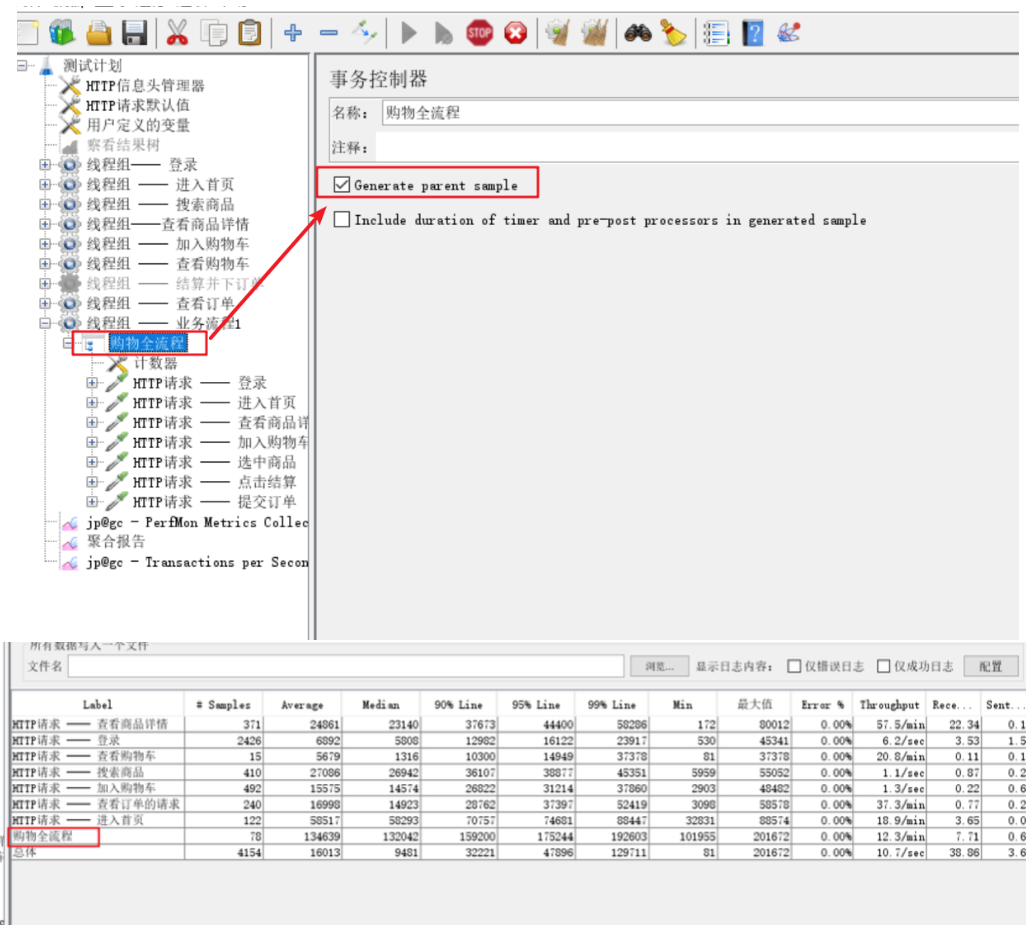 STOP
测试计划
HTTP信息头管理器
HTTP请求默认值
用户定义的变量
察看结果树
线程组—— 登录
线程组 —— 进入首页
线程组 —— 搜索商品
线程组——查看商品详情
线程组 —— 加入购物车
线程组 —— 查看购物车
线程组 —— 结算并下订单
线程组 —— 查看订单
线程组 —— 业务流程1
购物全流程
计数器
HTTP请求 —— 登录
HTTP请求 —— 进入首页
HTTP请求 —— 查看商品详
HTTP请求 —— 加入购物车
HTTP请求 —— 选中商品
HTTP请求 —— 点击结算
HTTP请求 —— 提交订单
jp@gc - PerfMon Metrics Collec
聚合报告
jp@gc - Transactions per Secon
事务控制器
名称： 购物全流程
注释：
Generate parent sample
Include duration of timer and pre-post processors in generated sample
所有数据写入一个文件
文件名 浏览... 显示日志内容： 仅错误日志 仅成功日志 配置
Label # Samples Average Median 90% Line 95% Line 99% Line Min 最大值 Error % Throughput Rece... Sent...
HTTP请求 —— 查看商品详情 371 24861 23140 37673 44400 58286 172 80012 0.00% 57.5/min 22.34 0.1
HTTP请求 —— 登录 2426 6892 5808 12982 16122 23917 530 45341 0.00% 6.2/sec 3.53 1.5
HTTP请求 —— 查看购物车 15 5679 1316 10300 14949 37378 81 37378 0.00% 20.8/min 0.11 0.1
HTTP请求 —— 搜索商品 410 27086 26942 36107 38877 45351 5959 55052 0.00% 1.1/sec 0.87 0.2
HTTP请求 —— 加入购物车 492 15575 14574 26822 31214 37860 2903 48482 0.00% 1.3/sec 0.22 0.6
HTTP请求 —— 查看订单的请求 240 16998 14923 28762 37397 52419 3098 58578 0.00% 37.3/min 0.77 0.2
HTTP请求 —— 进入首页 122 58517 58293 70757 74681 88447 32831 88574 0.00% 18.9/min 3.65 0.0
购物全流程 78 134639 132042 159200 175244 192603 101955 201672 0.00% 12.3/min 7.71 0.6
总体 4154 16013 9481 32221 47896 129711 81 201672 0.00% 10.7/sec 38.86 3.6